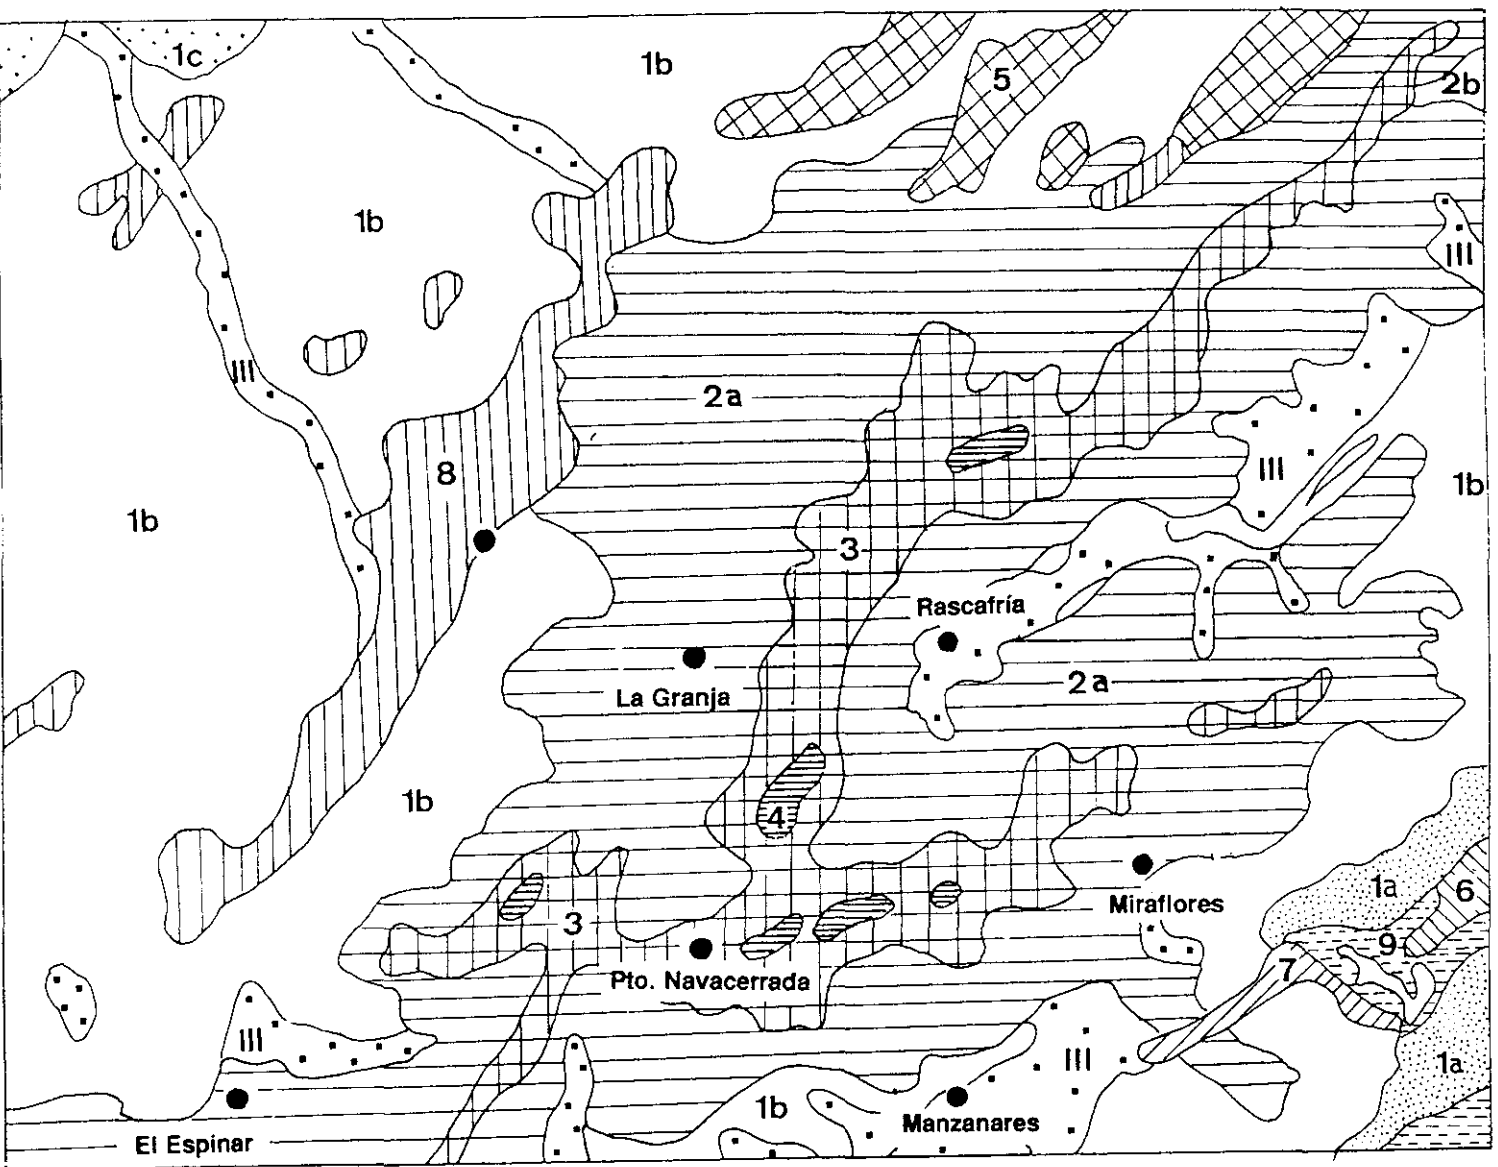 1c
1b
5
2b
1b
III
III
2a
8
III
1b
1b
3
Rascafría
2a
La Granja
1b
4
1a
6
Miraflores
3
9
7
Pto. Navacerrada
III
III
1a
1b
Manzanares
El Espinar